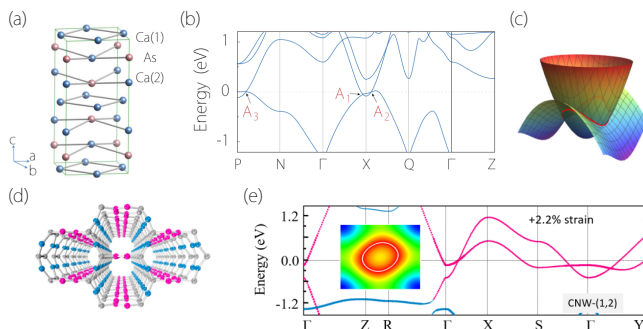 (a)
Ca(1)
As
Ca(2)
c
a
b
(b)
Energy (eV)
1
0
-1
A1
A2
A3
P N Γ X Q Γ Z
(c)
(d)
(e)
Energy (eV)
1.2
0.0
-1.2
+2.2% strain
CNW-(1,2)
Γ Z R Γ X S Γ Y